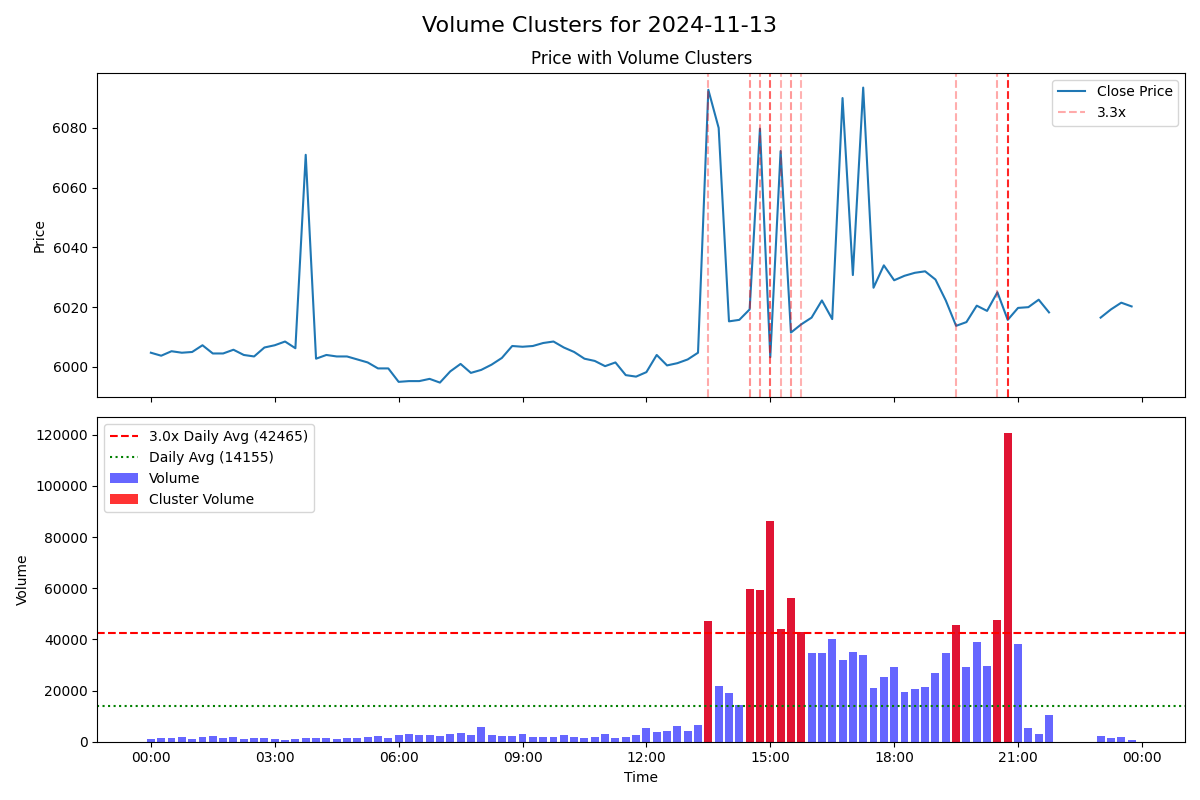 Volume Clusters for 2024-11-13
Price with Volume Clusters
Close Price
3.3x
Price
6080
6060
6040
6020
6000
3.0x Daily Avg (42465)
Daily Avg (14155)
Volume
Cluster Volume
Volume
120000
100000
80000
60000
40000
20000
0
00:00 03:00 06:00 09:00 12:00 15:00 18:00 21:00 00:00
Time